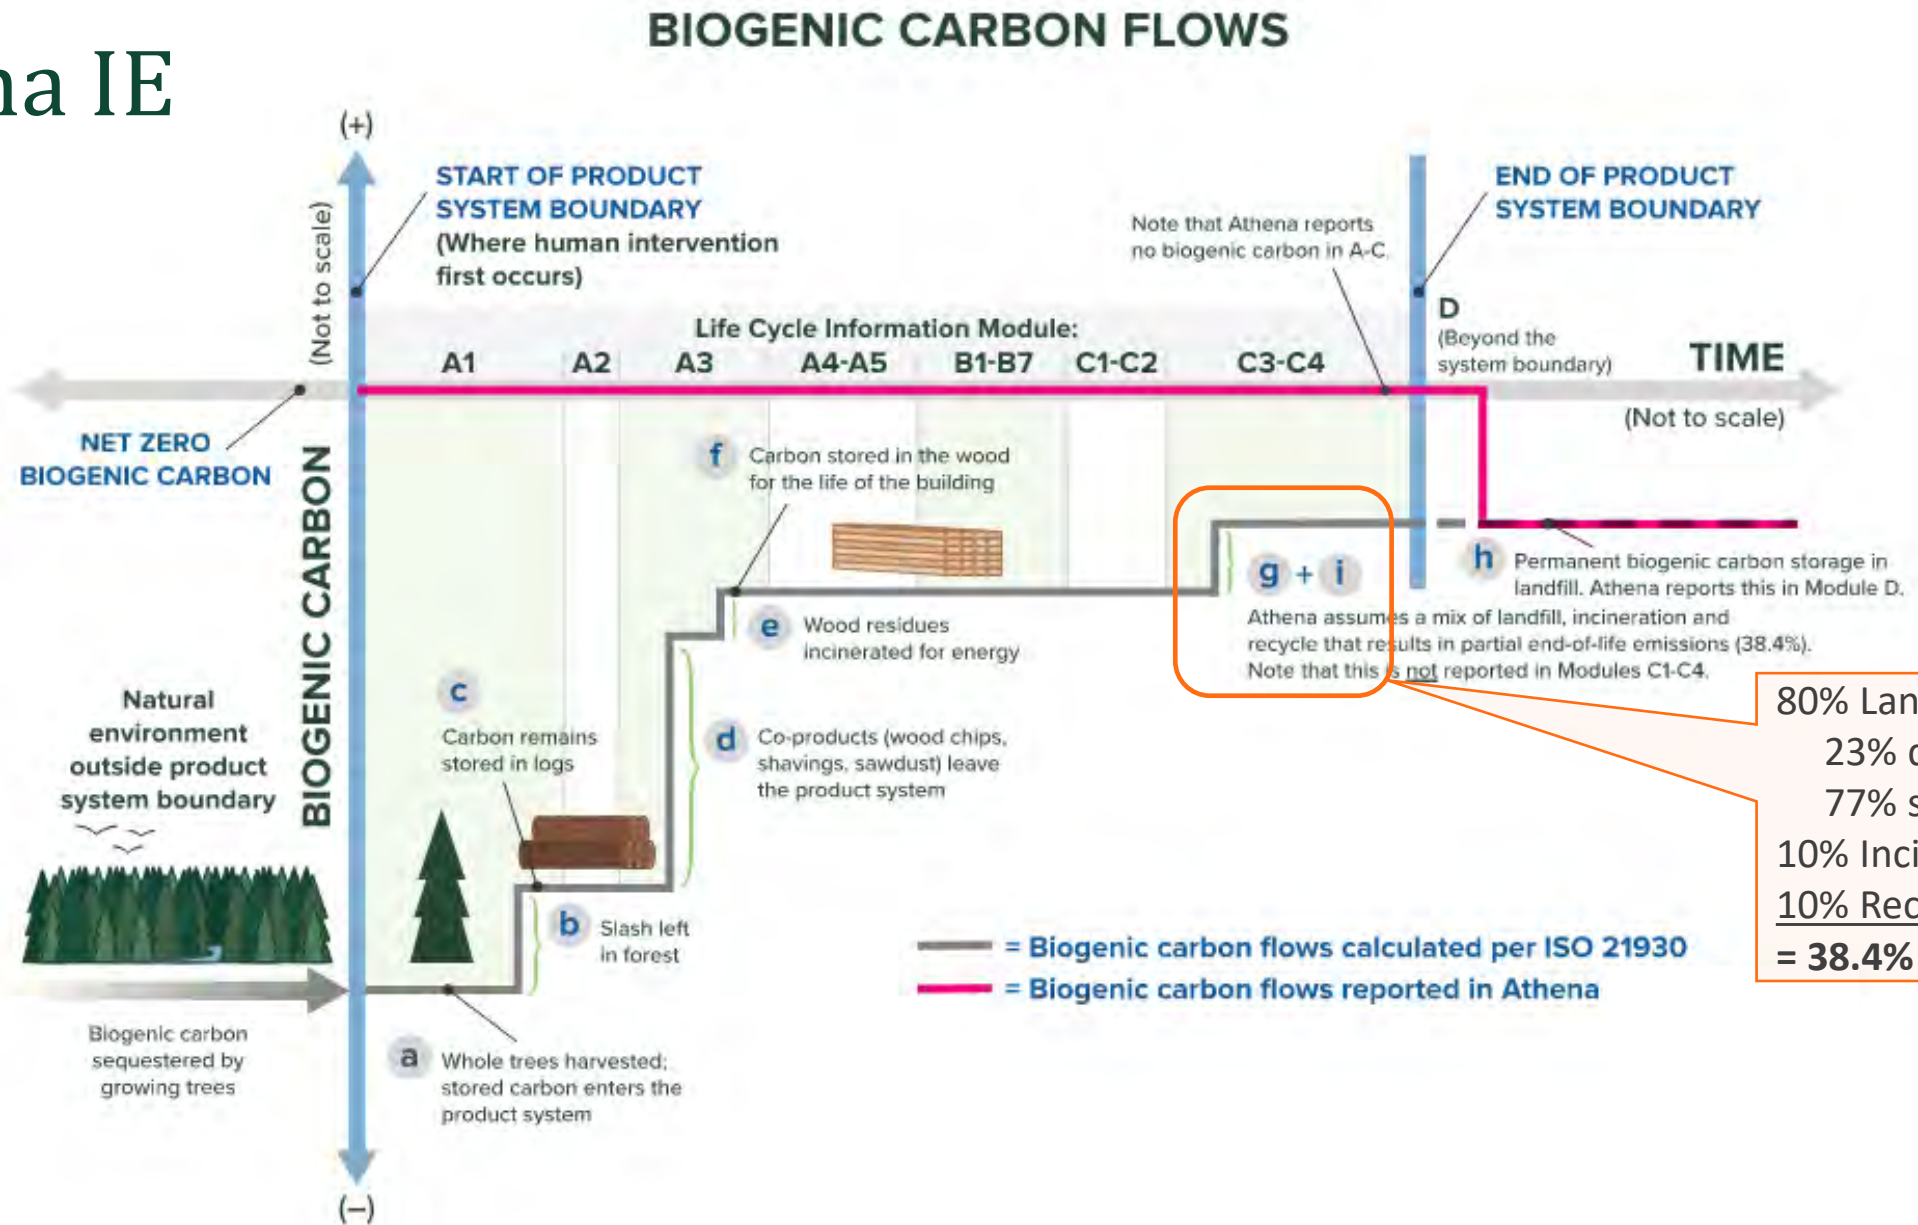 BIOGENIC CARBON FLOWS
na IE
(+)
(Not to scale)
START OF PRODUCT
SYSTEM BOUNDARY
(Where human intervention
first occurs)
Note that Athena reports
no biogenic carbon in A-C.
END OF PRODUCT
SYSTEM BOUNDARY
Life Cycle Information Module:
A1 A2 A3 A4-A5 B1-B7 C1-C2 C3-C4
D
(Beyond the
system boundary)
TIME
(Not to scale)
NET ZERO
BIOGENIC CARBON
BIOGENIC CARBON
f Carbon stored in the wood
for the life of the building
e Wood residues
incinerated for energy
g + i
Athena assumes a mix of landfill, incineration and
recycle that results in partial end-of-life emissions (38.4%).
Note that this is not reported in Modules C1-C4.
h Permanent biogenic carbon storage in
landfill. Athena reports this in Module D.
80% Lan
23%
77% s
10% Inci
10% Rec
= 38.4%
Natural
environment
outside product
system boundary
c
Carbon remains
stored in logs
d Co-products (wood chips,
shavings, sawdust) leave
the product system
b Slash left
in forest
= Biogenic carbon flows calculated per ISO 21930
= Biogenic carbon flows reported in Athena
Biogenic carbon
sequestered by
growing trees
a Whole trees harvested;
stored carbon enters the
product system
(−)